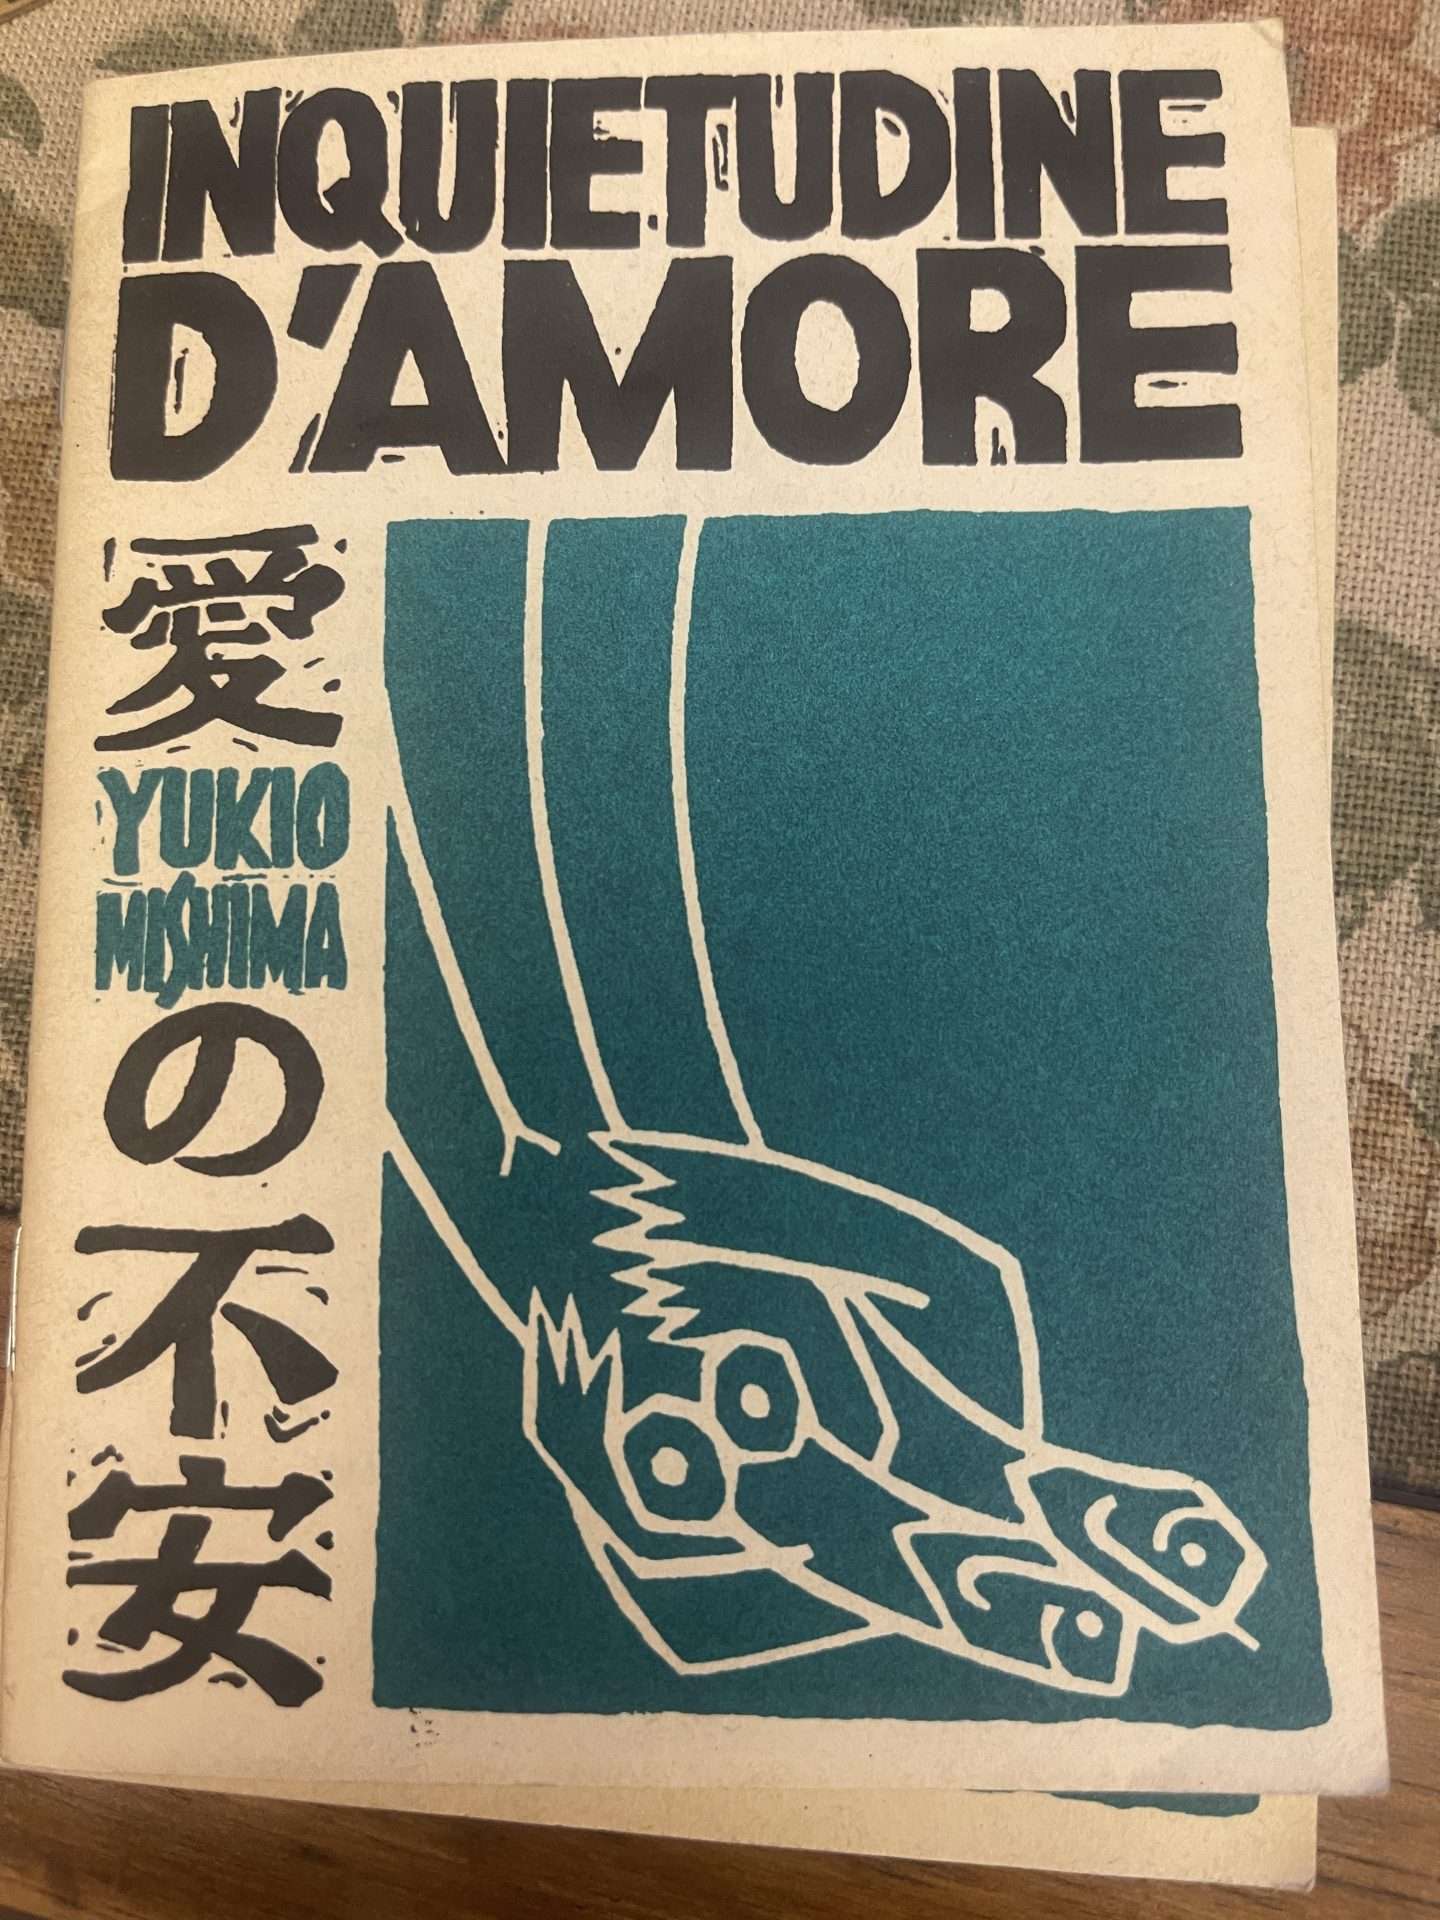 INQUIETUDINE
D'AMORE
愛
YUKIO
MISHIMA
の
不
安